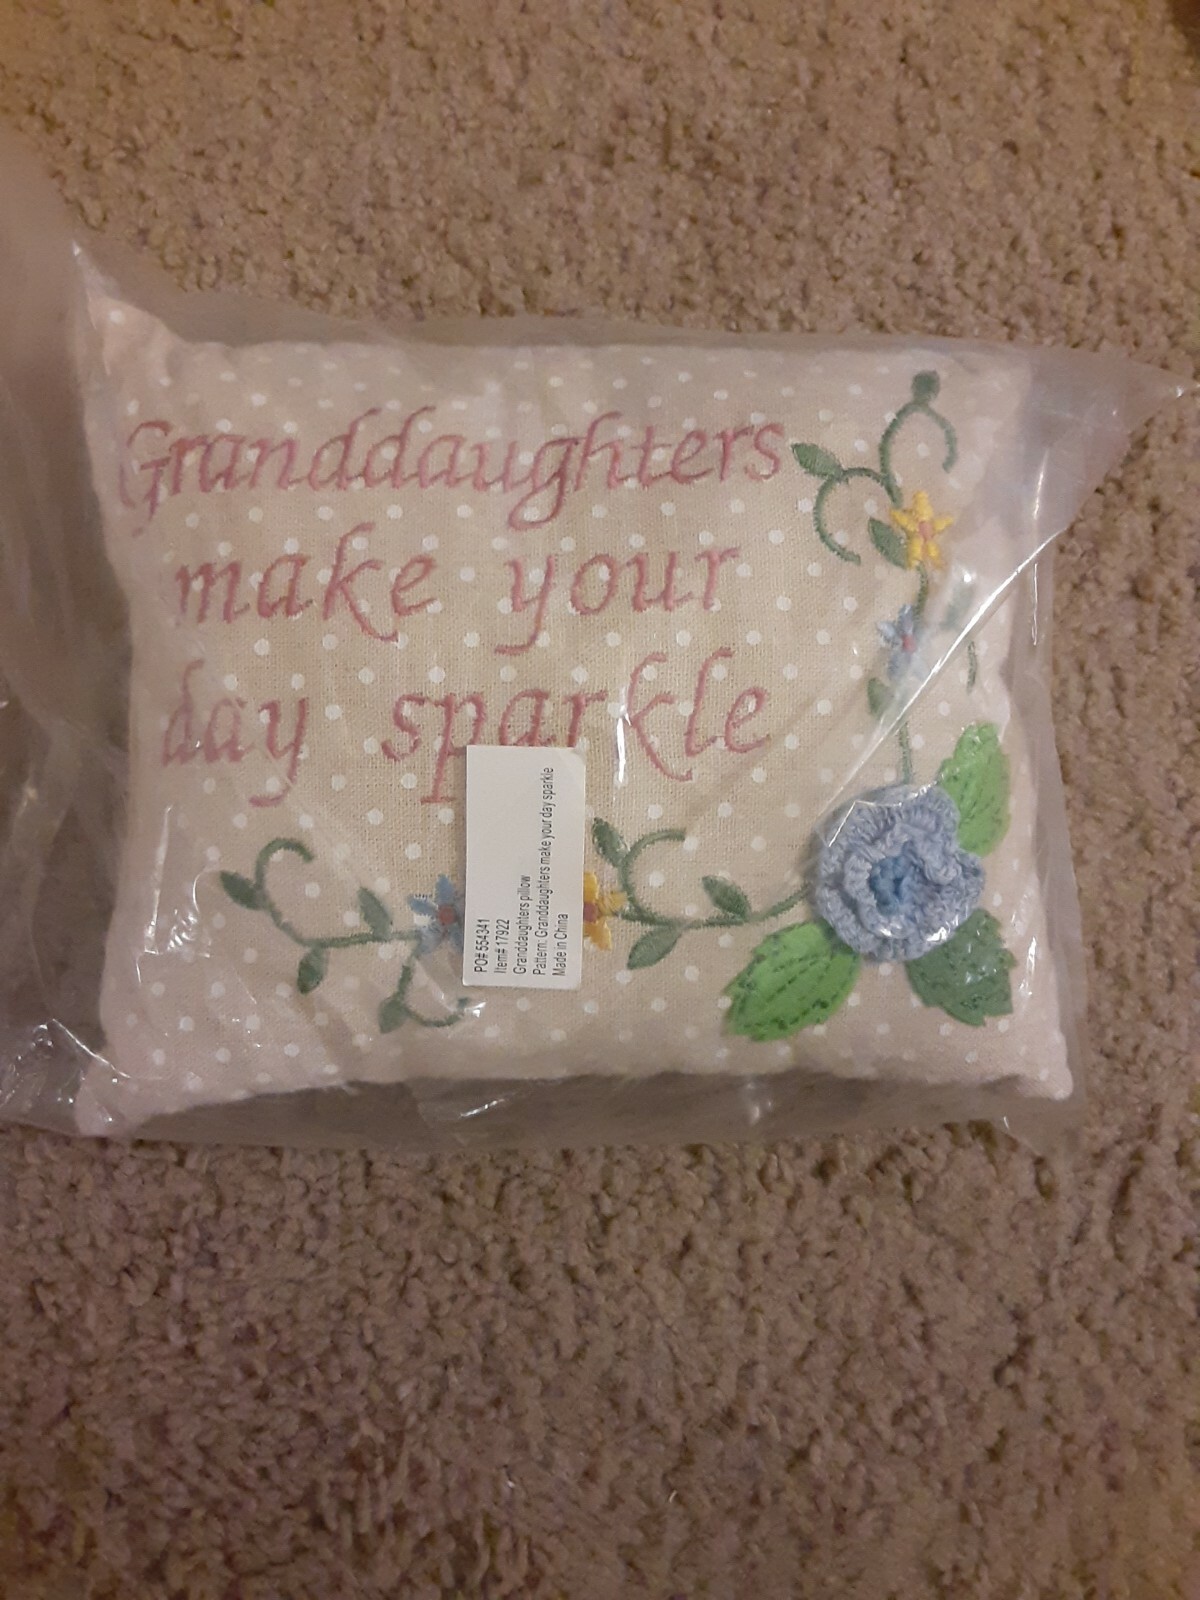 Granddaughters
make your
day sparkle
PO# 554341
Item# 17922
Granddaughters pillow
Pattern: Granddaughters make your day sparkle
Made in China